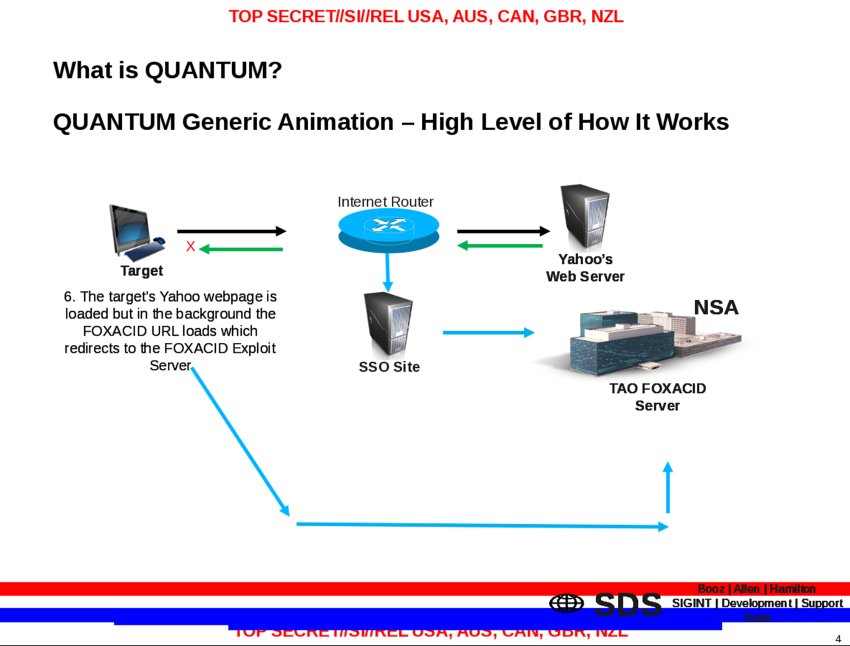 TOP SECRET//SI//REL USA, AUS, CAN, GBR, NZL
What is QUANTUM?
QUANTUM Generic Animation – High Level of How It Works
Internet Router
X
Target
Yahoo's
Web Server
6. The target's Yahoo webpage is
loaded but in the background the
FOXACID URL loads which
redirects to the FOXACID Exploit
Server
NSA
SSO Site
TAO FOXACID
Server
Booz | Allen | Hamilton
SDS
SIGINT | Development | Support
TOP SECRET//SI//REL USA, AUS, CAN, GBR, NZL
4